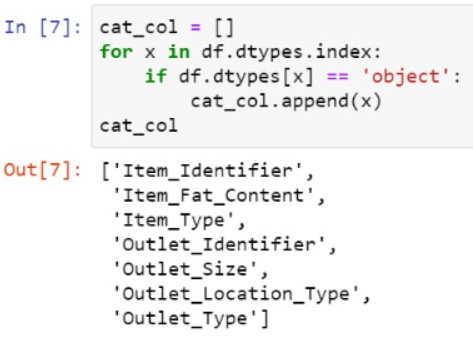 In [7]: cat_col = []
for x in df.dtypes.index:
    if df.dtypes[x] == 'object':
        cat_col.append(x)
cat_col
Out[7]: ['Item_Identifier',
 'Item_Fat_Content',
 'Item_Type',
 'Outlet_Identifier',
 'Outlet_Size',
 'Outlet_Location_Type',
 'Outlet_Type']